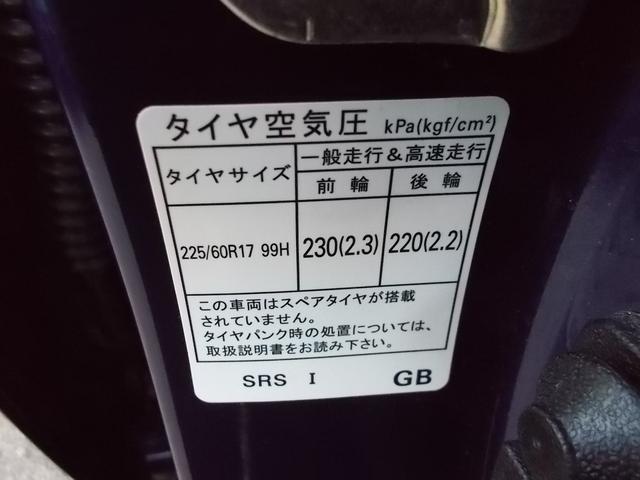 タイヤ空気圧 kPa(kgf/cm²)
タイヤサイズ 一般走行&高速走行
前輪 後輪
225/60R17 99H 230(2.3) 220(2.2)
この車両はスペアタイヤが搭載
されていません。
タイヤパンク時の処置については、
取扱説明書をお読み下さい。
SRS I GB